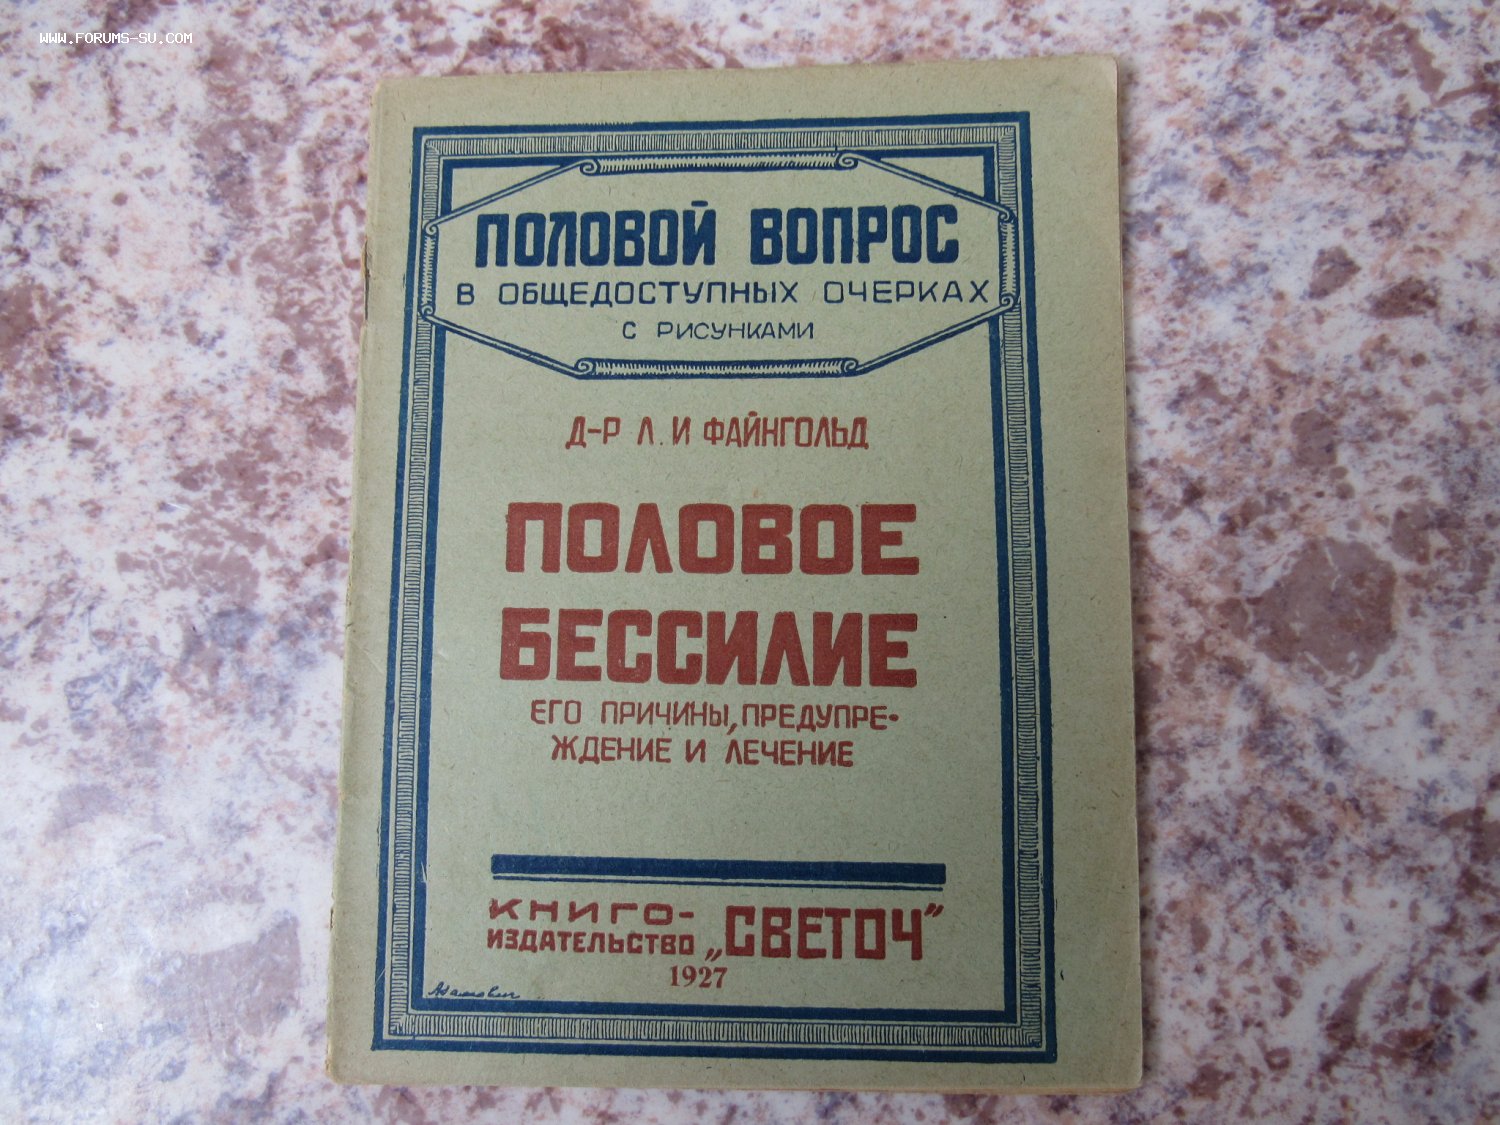 WWW.FORUMS-SU.COM
ПОЛОВОЙ ВОПРОС
В ОБЩЕДОСТУПНЫХ ОЧЕРКАХ
С РИСУНКАМИ
Д-Р Л. И ФАЙНГОЛЬД
ПОЛОВОЕ
БЕССИЛИЕ
ЕГО ПРИЧИНЫ, ПРЕДУПРЕ-
ЖДЕНИЕ И ЛЕЧЕНИЕ
КНИГО-
ИЗДАТЕЛЬСТВО „СВЕТОЧ"
1927